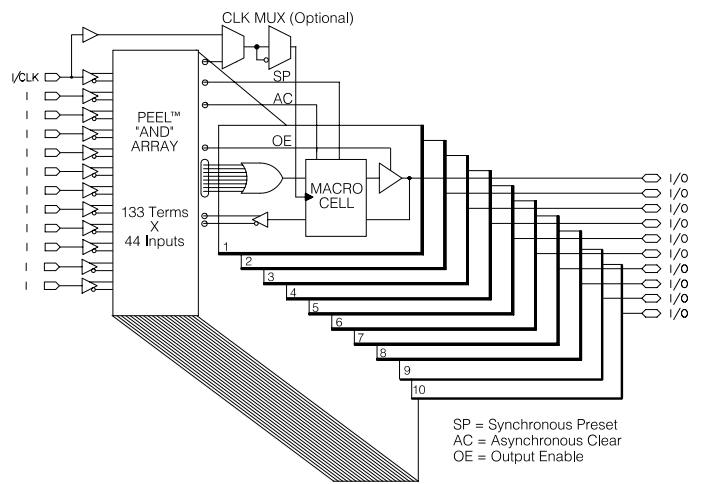 CLK MUX (Optional)
I/CLK
I
I
I
I
I
I
I
I
I
I
I
PEEL™
"AND"
ARRAY
133 Terms
X
44 Inputs
SP
AC
OE
MACRO
CELL
1
2
3
4
5
6
7
8
9
10
I/O
I/O
I/O
I/O
I/O
I/O
I/O
I/O
I/O
I/O
SP = Synchronous Preset
AC = Asynchronous Clear
OE = Output Enable